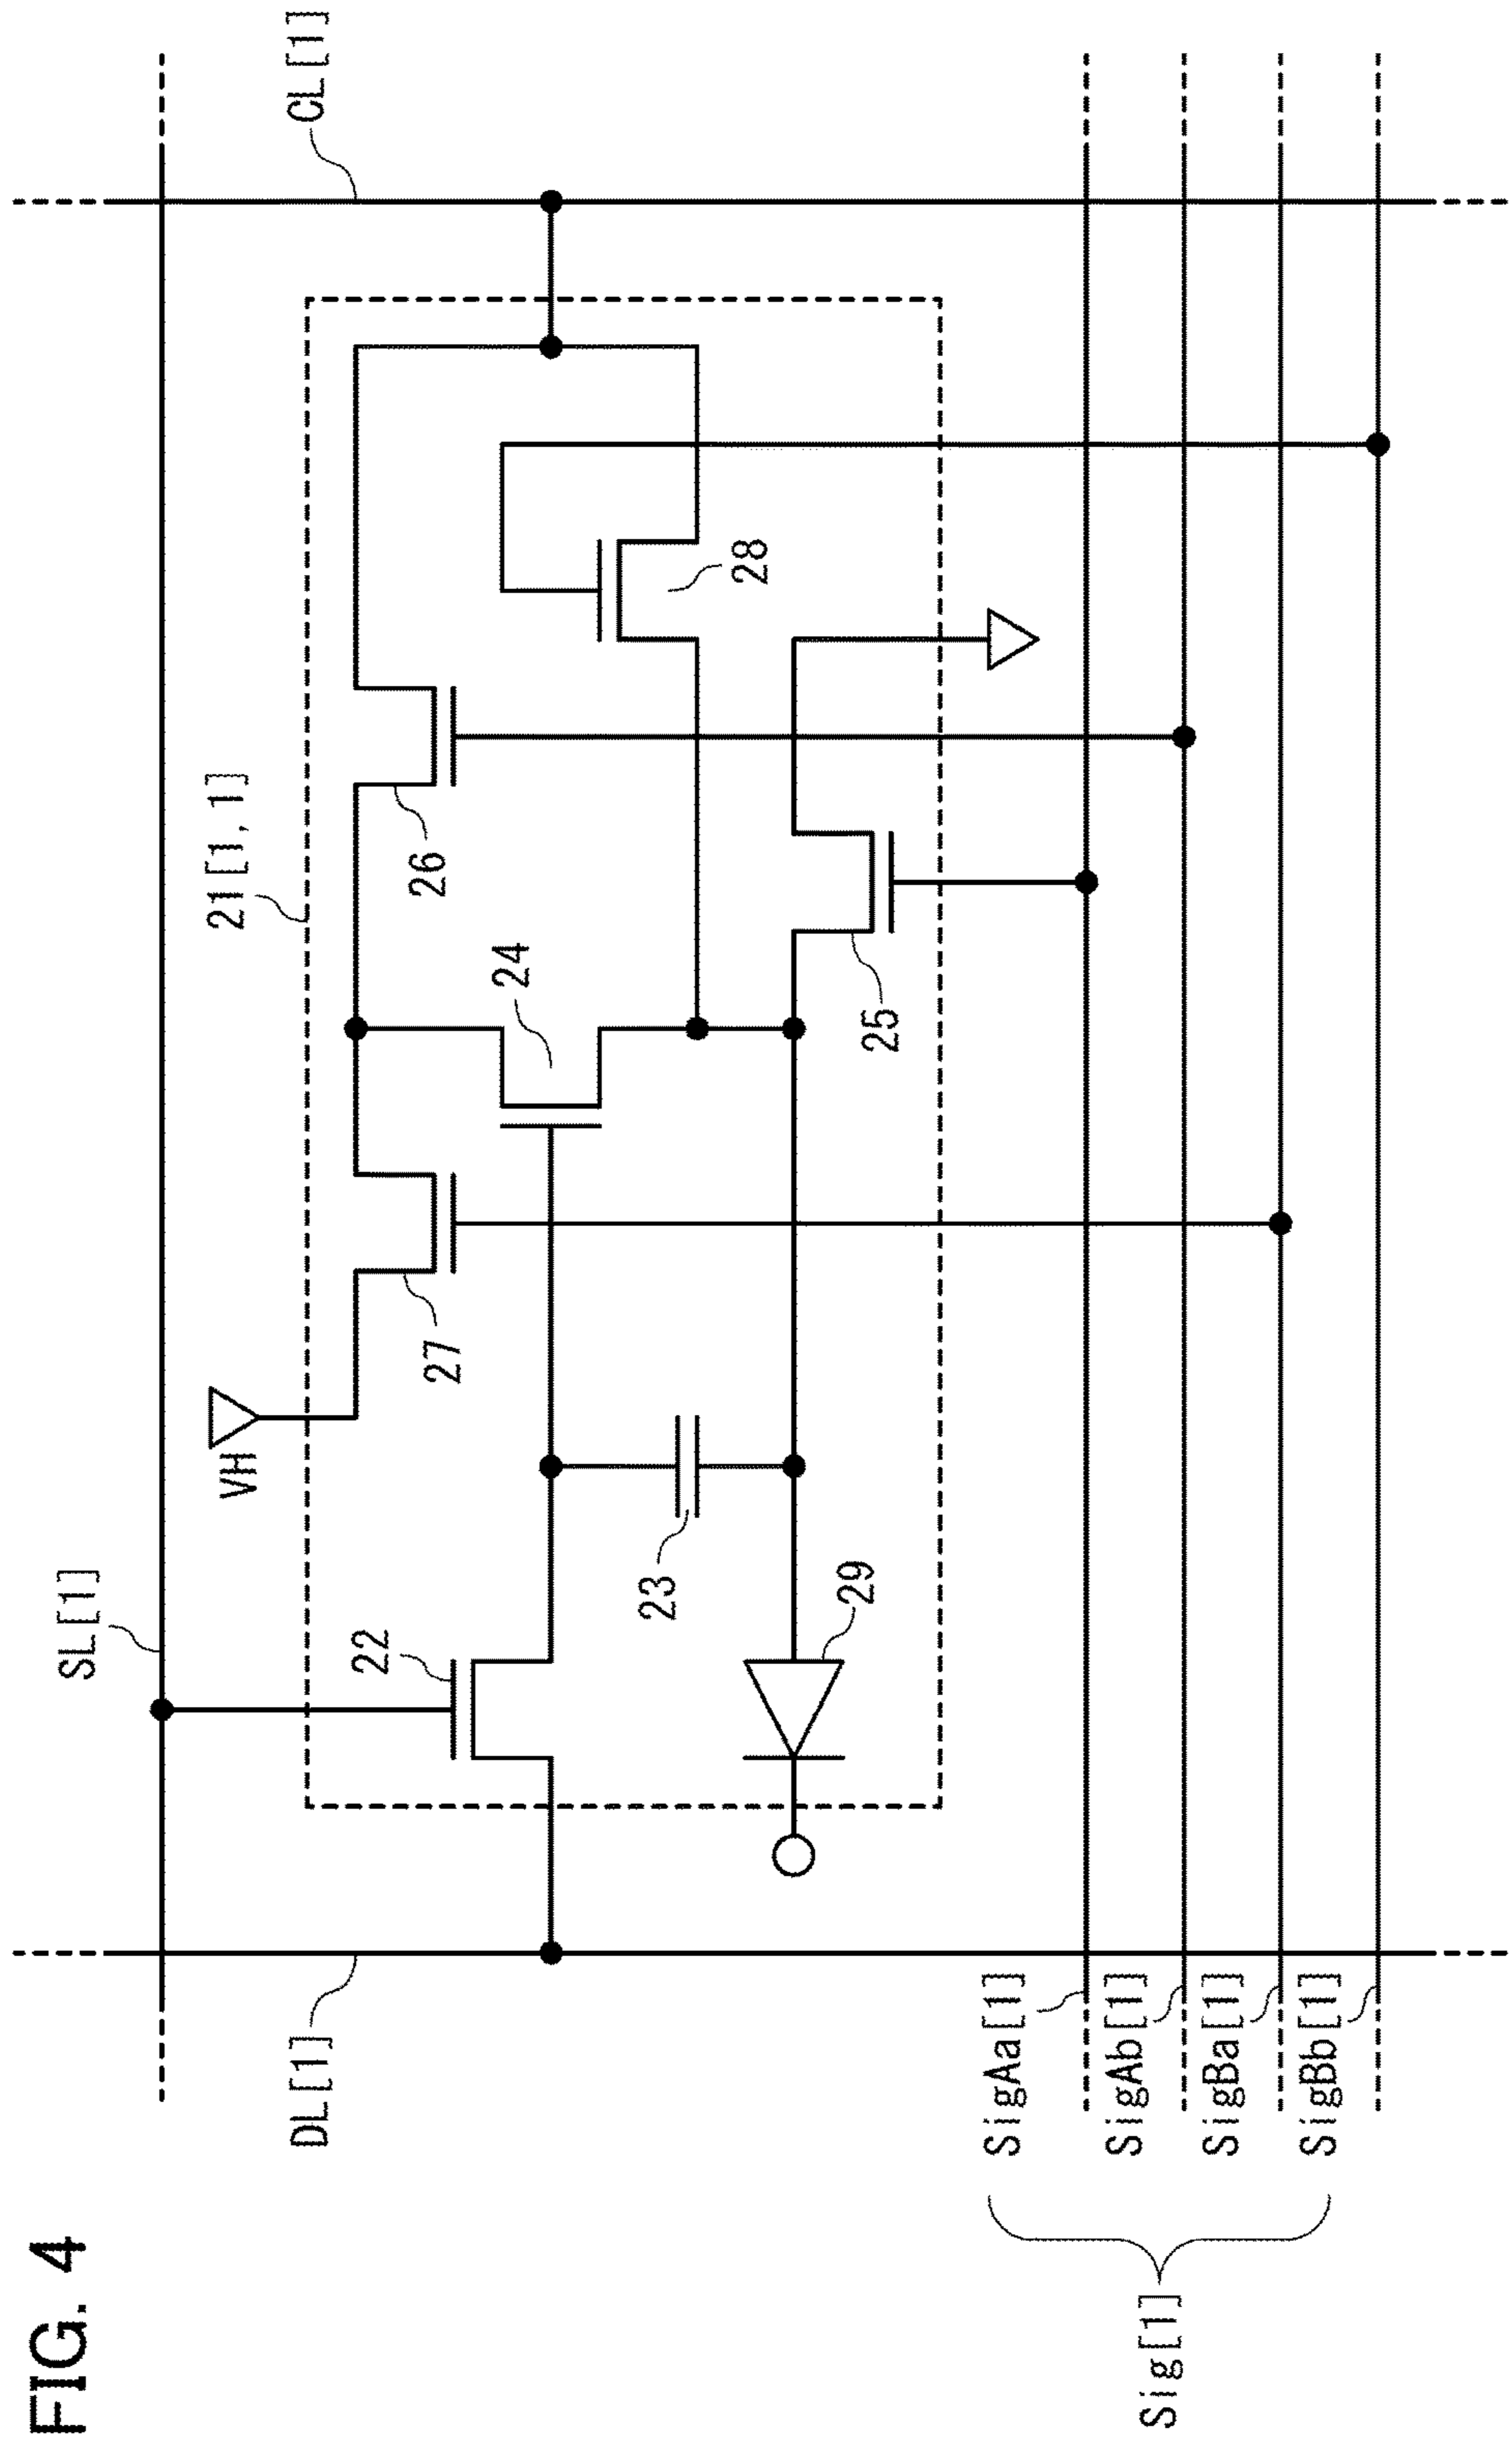 FIG. 4
SL[1]
VH
21[1,1]
CL[1]
DL[1]
22
27
26
24
23
28
29
25
SigAa[1]
SigAb[1]
SigBa[1]
SigBb[1]
Sig[1]